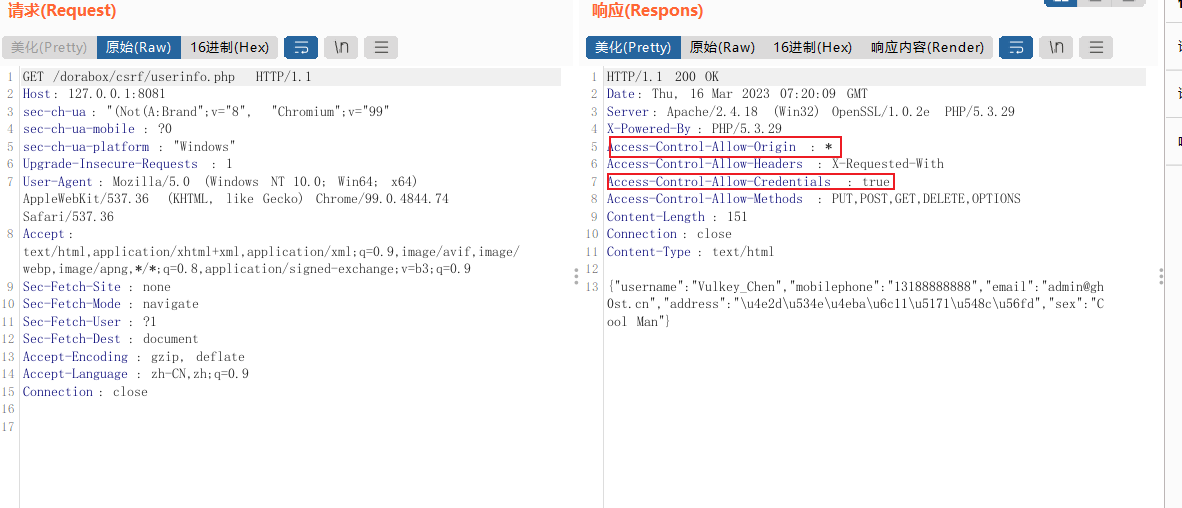 请求(Request)
美化(Pretty) 原始(Raw) 16进制(Hex) \n
1 GET /dorabox/csrf/userinfo.php HTTP/1.1
2 Host: 127.0.0.1:8081
3 sec-ch-ua : "(Not(A:Brand";v="8", "Chromium";v="99"
4 sec-ch-ua-mobile : ?0
5 sec-ch-ua-platform : "Windows"
6 Upgrade-Insecure-Requests : 1
7 User-Agent : Mozilla/5.0 (Windows NT 10.0; Win64; x64)
AppleWebKit/537.36 (KHTML, like Gecko) Chrome/99.0.4844.74
Safari/537.36
8 Accept :
text/html,application/xhtml+xml,application/xml;q=0.9,image/avif,image/
webp,image/apng,*/*;q=0.8,application/signed-exchange;v=b3;q=0.9
9 Sec-Fetch-Site : none
10 Sec-Fetch-Mode : navigate
11 Sec-Fetch-User : ?1
12 Sec-Fetch-Dest : document
13 Accept-Encoding : gzip, deflate
14 Accept-Language : zh-CN,zh;q=0.9
15 Connection : close
16
17
响应(Respons)
美化(Pretty) 原始(Raw) 16进制(Hex) 响应内容(Render) \n
1 HTTP/1.1 200 OK
2 Date: Thu, 16 Mar 2023 07:20:09 GMT
3 Server: Apache/2.4.18 (Win32) OpenSSL/1.0.2e PHP/5.3.29
4 X-Powered-By : PHP/5.3.29
5 Access-Control-Allow-Origin : *
6 Access-Control-Allow-Headers : X-Requested-With
7 Access-Control-Allow-Credentials : true
8 Access-Control-Allow-Methods : PUT,POST,GET,DELETE,OPTIONS
9 Content-Length : 151
10 Connection : close
11 Content-Type : text/html
12
13 {"username":"Vulkey_Chen","mobilephone":"13188888888","email":"admin@gh
0st.cn","address":"\u4e2d\u534e\u4eba\u6c11\u5171\u548c\u56fd","sex":"C
ool Man"}